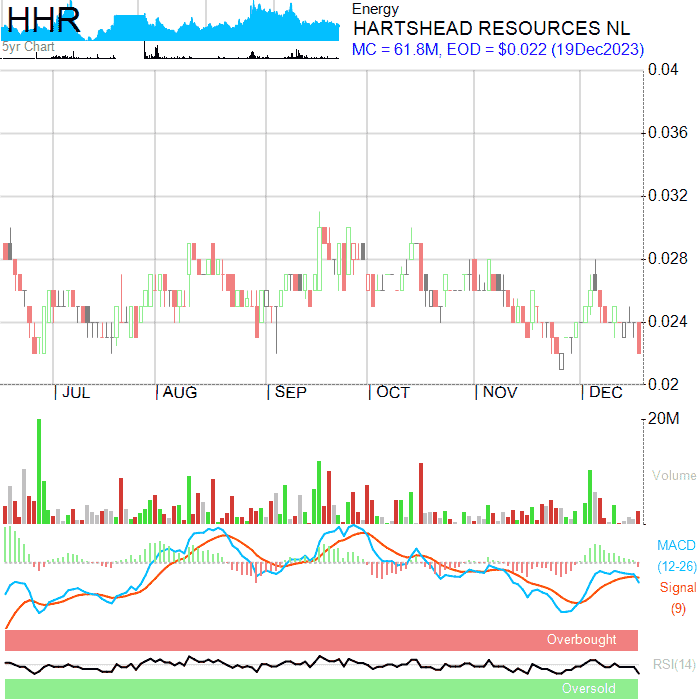 HHR
5yr Chart
Energy
HARTSHEAD RESOURCES NL
MC = 61.8M, EOD = $0.022 (19Dec2023)
0.04
0.036
0.032
0.028
0.024
0.02
JUL AUG SEP OCT NOV DEC
20M
Volume
MACD
(12-26)
Signal
(9)
Overbought
RSI(14)
Oversold